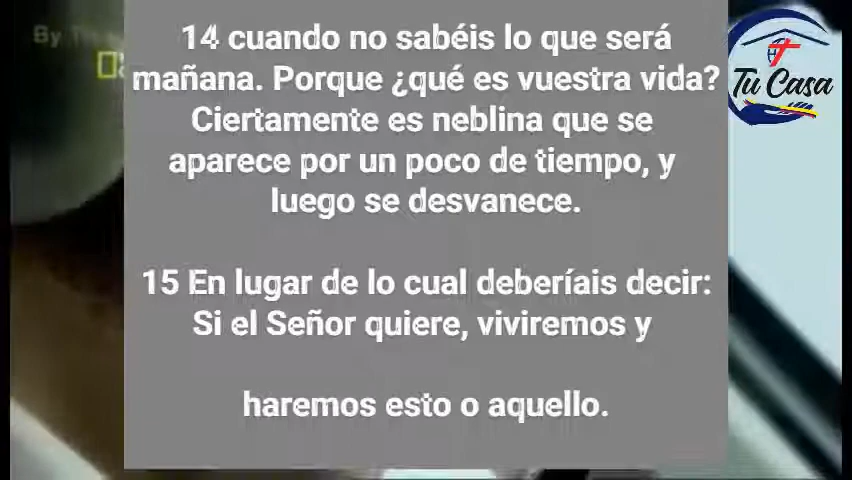 By
14 cuando no sabéis lo que será
mañana. Porque ¿qué es vuestra vida?
Ciertamente es neblina que se
aparece por un poco de tiempo, y
luego se desvanece.
15 En lugar de lo cual deberíais decir:
Si el Señor quiere, viviremos y
haremos esto o aquello.
Tu Casa